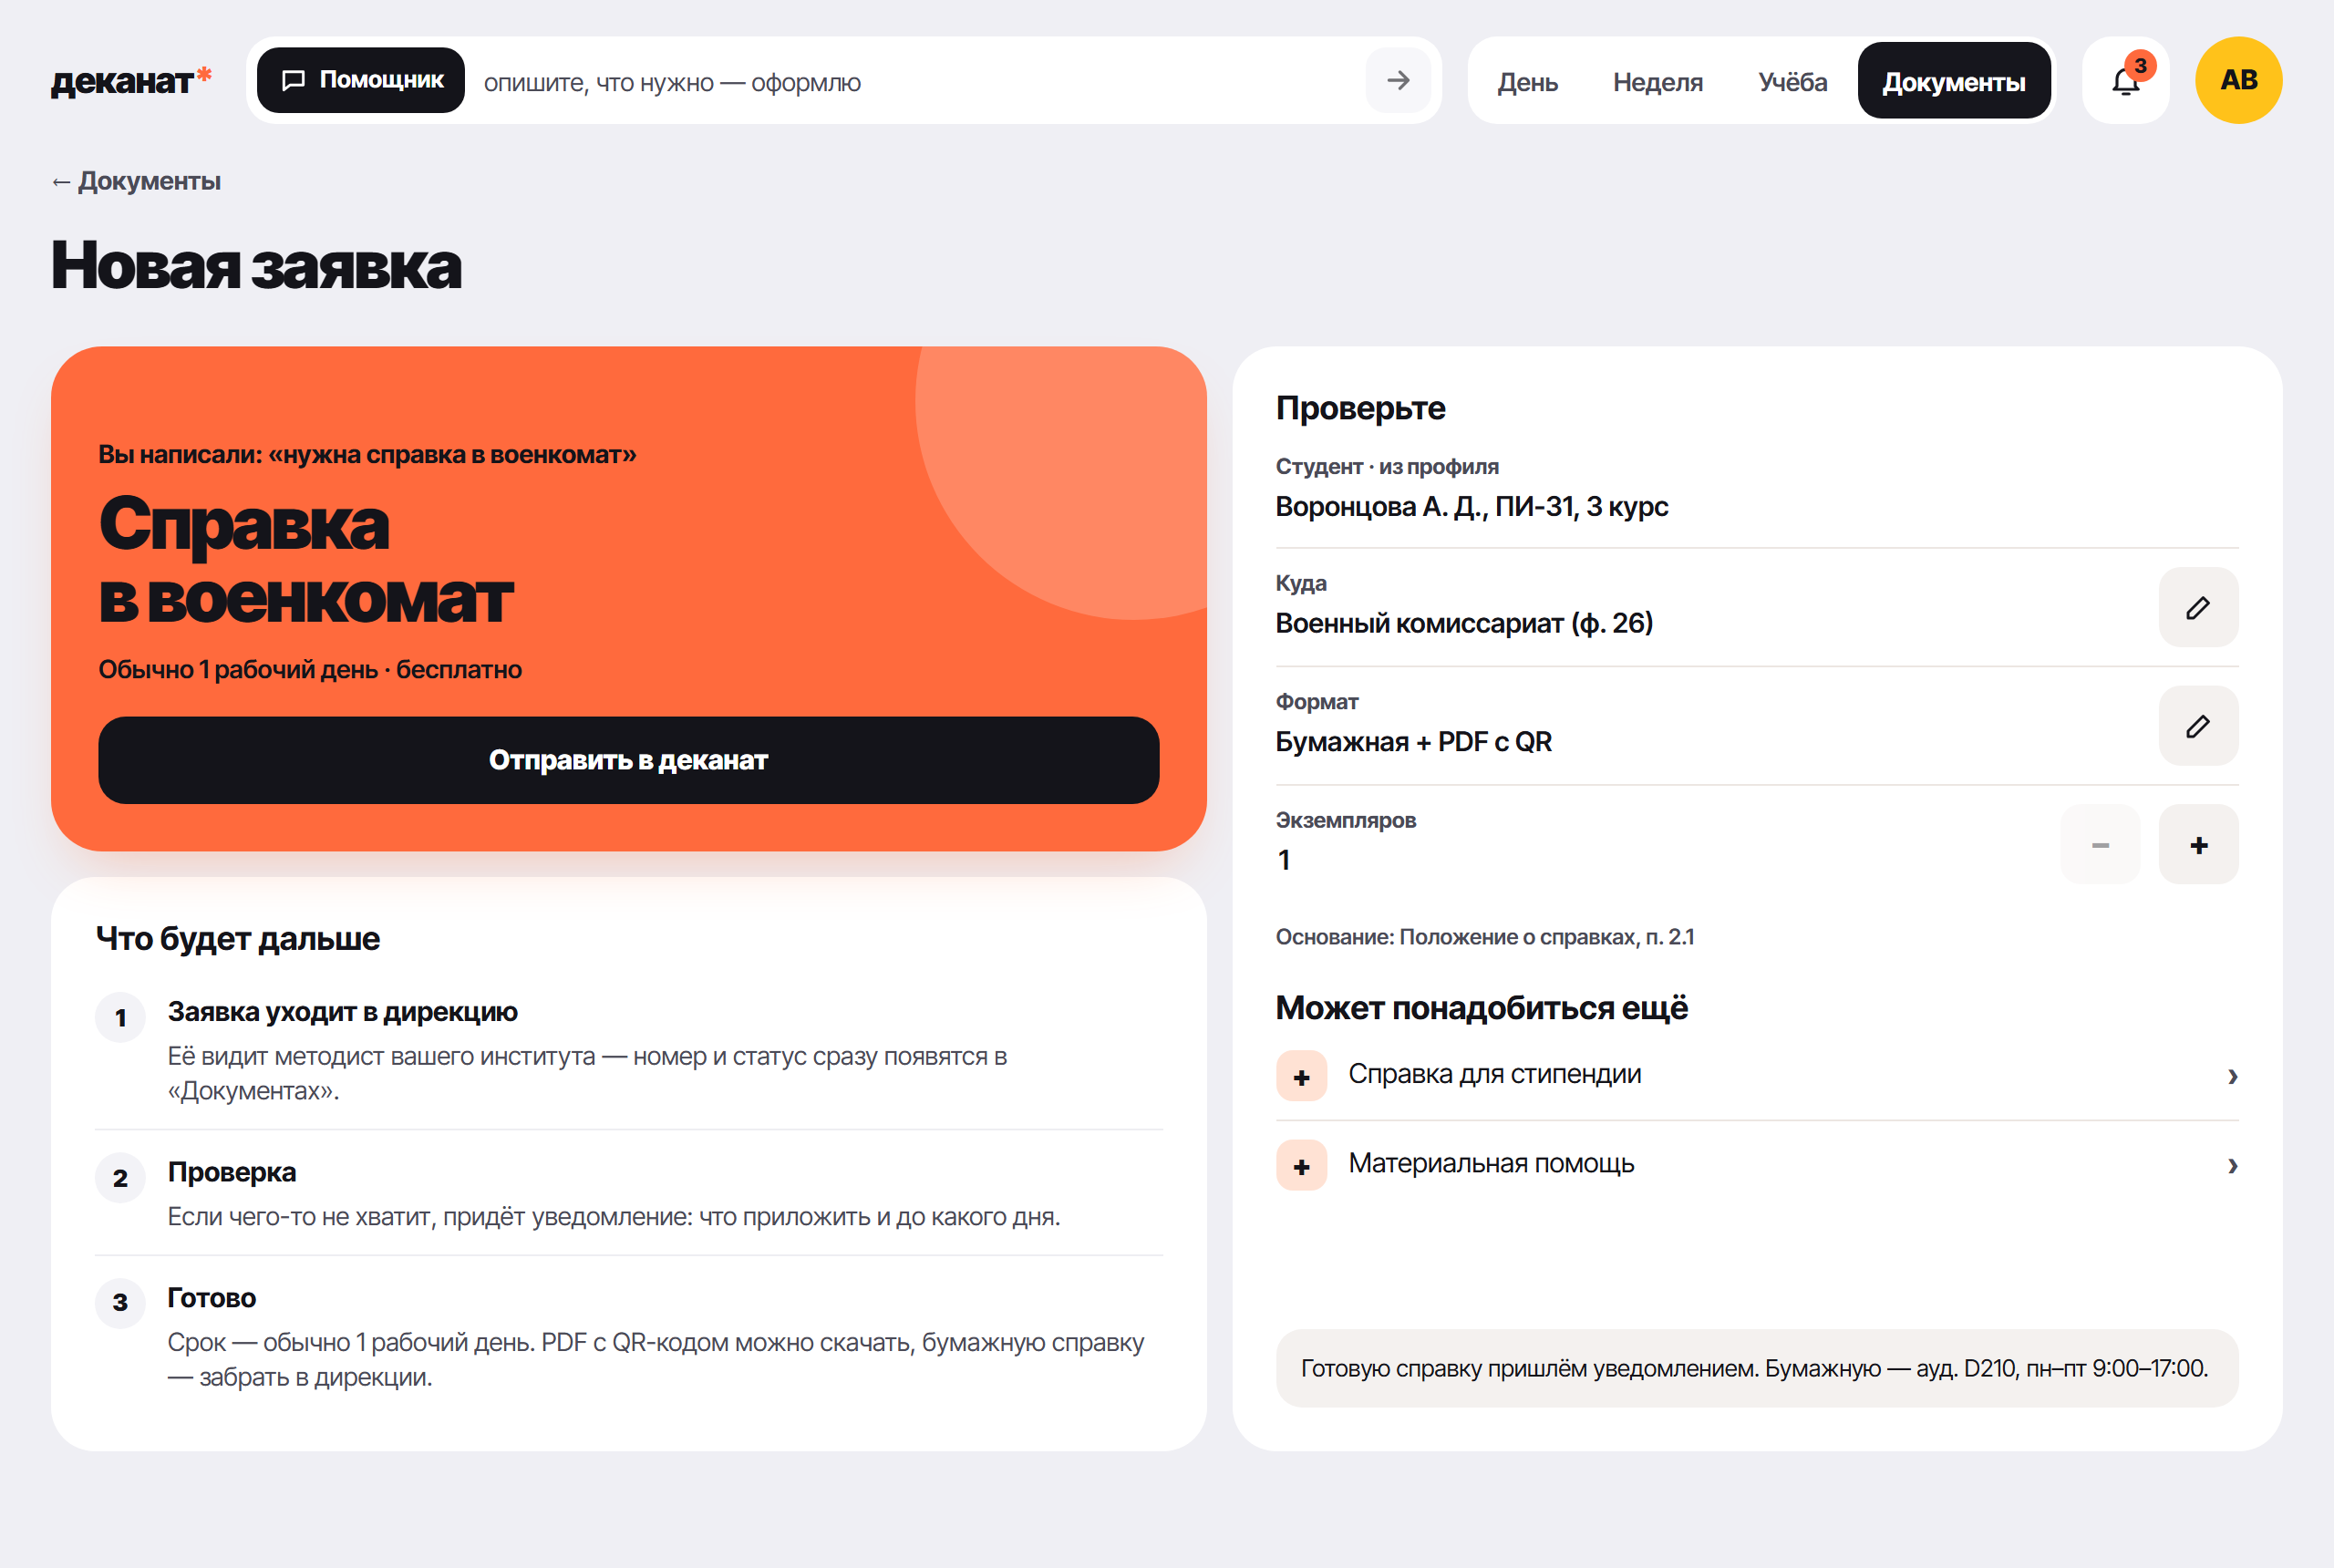 деканат*
Помощник
опишите, что нужно — оформлю
День
Неделя
Учёба
Документы
3
АВ
← Документы
Новая заявка
Вы написали: «нужна справка в военкомат»
Справка
в военкомат
Обычно 1 рабочий день · бесплатно
Отправить в деканат
Что будет дальше
1
Заявка уходит в дирекцию
Её видит методист вашего института — номер и статус сразу появятся в
«Документах».
2
Проверка
Если чего-то не хватит, придёт уведомление: что приложить и до какого дня.
3
Готово
Срок — обычно 1 рабочий день. PDF с QR-кодом можно скачать, бумажную справку
— забрать в дирекции.
Проверьте
Студент · из профиля
Воронцова А. Д., ПИ-31, 3 курс
Куда
Военный комиссариат (ф. 26)
Формат
Бумажная + PDF с QR
Экземпляров
1
− +
Основание: Положение о справках, п. 2.1
Может понадобиться ещё
+ Справка для стипендии ›
+ Материальная помощь ›
Готовую справку пришлём уведомлением. Бумажную — ауд. D210, пн–пт 9:00–17:00.